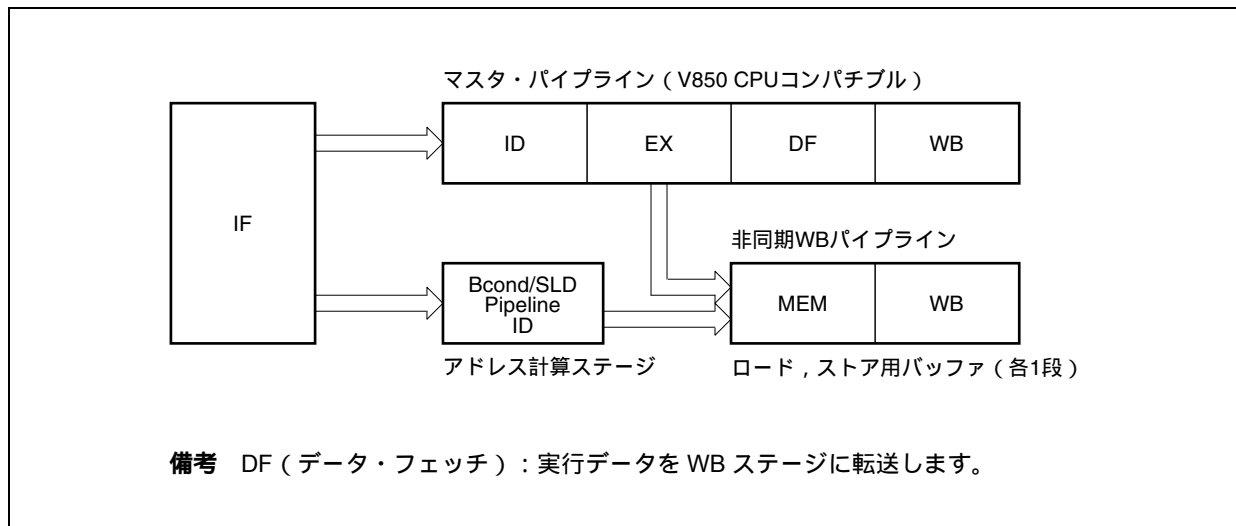 マスタ・パイプライン（V850 CPUコンパチブル）
ID
EX
DF
WB
IF
非同期WBパイプライン
Bcond/SLD
Pipeline
ID
MEM
WB
アドレス計算ステージ
ロード，ストア用バッファ（各1段）
備考 DF（データ・フェッチ）：実行データを WB ステージに転送します。